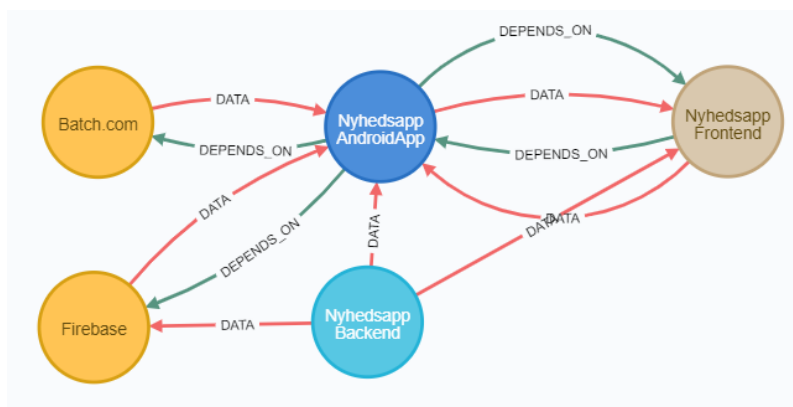 DEPENDS_ON
DATA
Batch.com
DATA
Nyhedsapp
AndroidApp
Nyhedsapp
Frontend
DEPENDS_ON
DEPENDS_ON
DATA
DATA
DATA
DATA
DEPENDS_ON
Firebase
DATA
Nyhedsapp
Backend